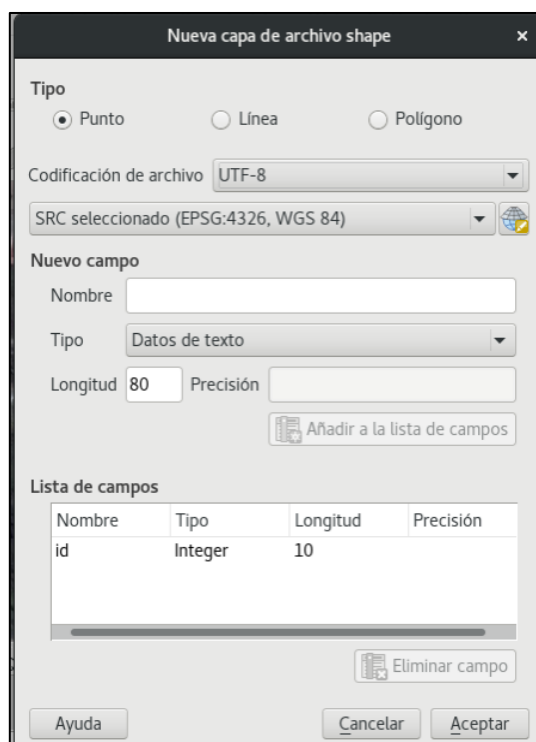 Nueva capa de archivo shape
Tipo
Punto Línea Polígono
Codificación de archivo UTF-8
SRC seleccionado (EPSG:4326, WGS 84)
Nuevo campo
Nombre
Tipo Datos de texto
Longitud 80 Precisión
Añadir a la lista de campos
Lista de campos
Nombre Tipo Longitud Precisión
id Integer 10
Eliminar campo
Ayuda Cancelar Aceptar